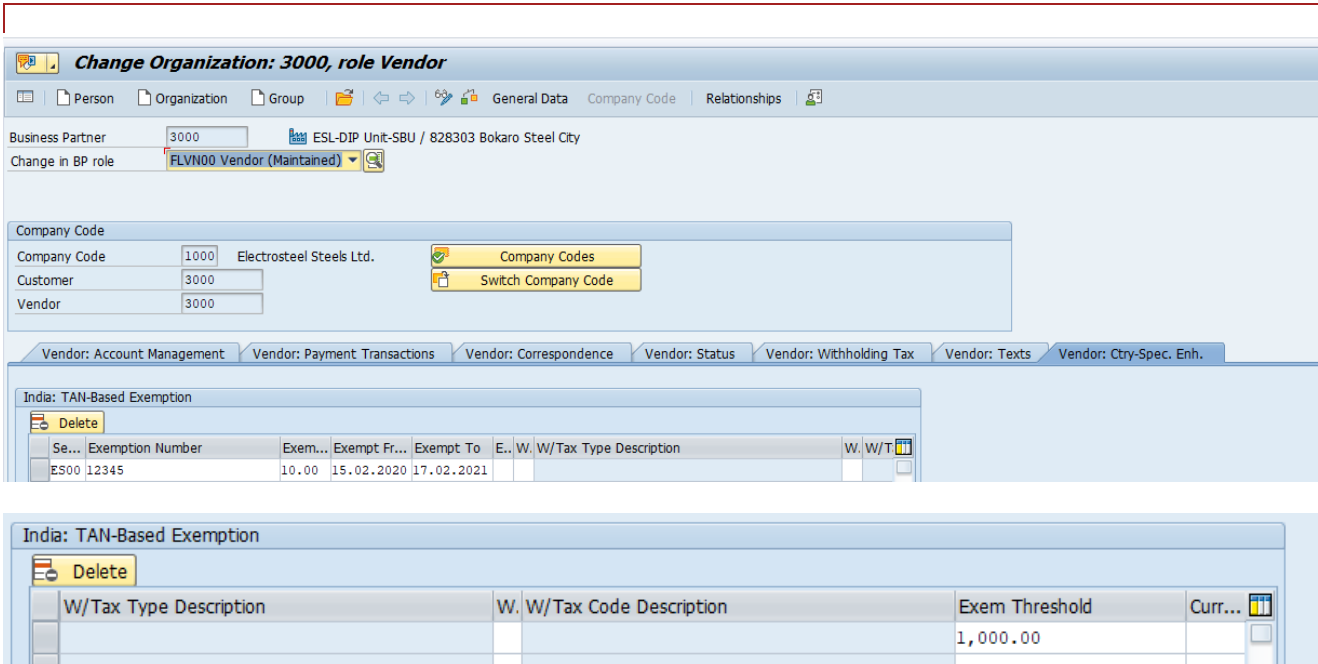 Change Organization: 3000, role Vendor
Person Organization Group General Data Company Code Relationships
Business Partner 3000 ESL-DIP Unit-SBU / 828303 Bokaro Steel City
Change in BP role FLVN00 Vendor (Maintained)
Company Code
Company Code 1000 Electrosteel Steels Ltd. Company Codes
Customer 3000 Switch Company Code
Vendor 3000
Vendor: Account Management Vendor: Payment Transactions Vendor: Correspondence Vendor: Status Vendor: Withholding Tax Vendor: Texts Vendor: Ctry-Spec. Enh.
India: TAN-Based Exemption
Delete
Se... Exemption Number Exem... Exempt Fr... Exempt To E.. W. W/Tax Type Description W. W/T
ES00 12345 10.00 15.02.2020 17.02.2021
India: TAN-Based Exemption
Delete
W/Tax Type Description W. W/Tax Code Description Exem Threshold Curr...
1,000.00